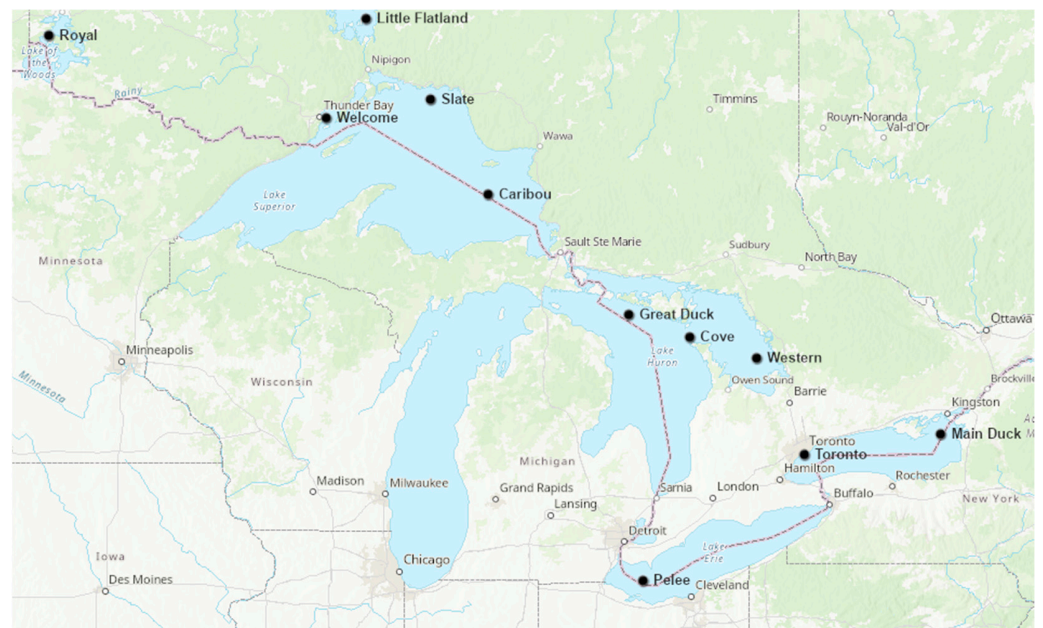 Little Flatland
Royal
Lake of
the
Woods
Nipigon
Rainy
Slate
Thunder Bay
Welcome
Timmins
Rouyn-Noranda
Val-d'Or
Wawa
Lake
Superior
Caribou
Sault Ste Marie
Sudbury
North Bay
Minnesota
Great Duck
Ottawa
Cove
Lake
Huron
Western
Minneapolis
Minnesota
Wisconsin
Owen Sound
Barrie
Brockville
Kingston
Main Duck
Toronto
Toronto
Hamilton
Michigan
Madison
Milwaukee
Grand Rapids
Lansing
Sarnia
London
Rochester
Buffalo
New York
Detroit
Lake
Erie
Iowa
Chicago
Des Moines
Pelee
Cleveland